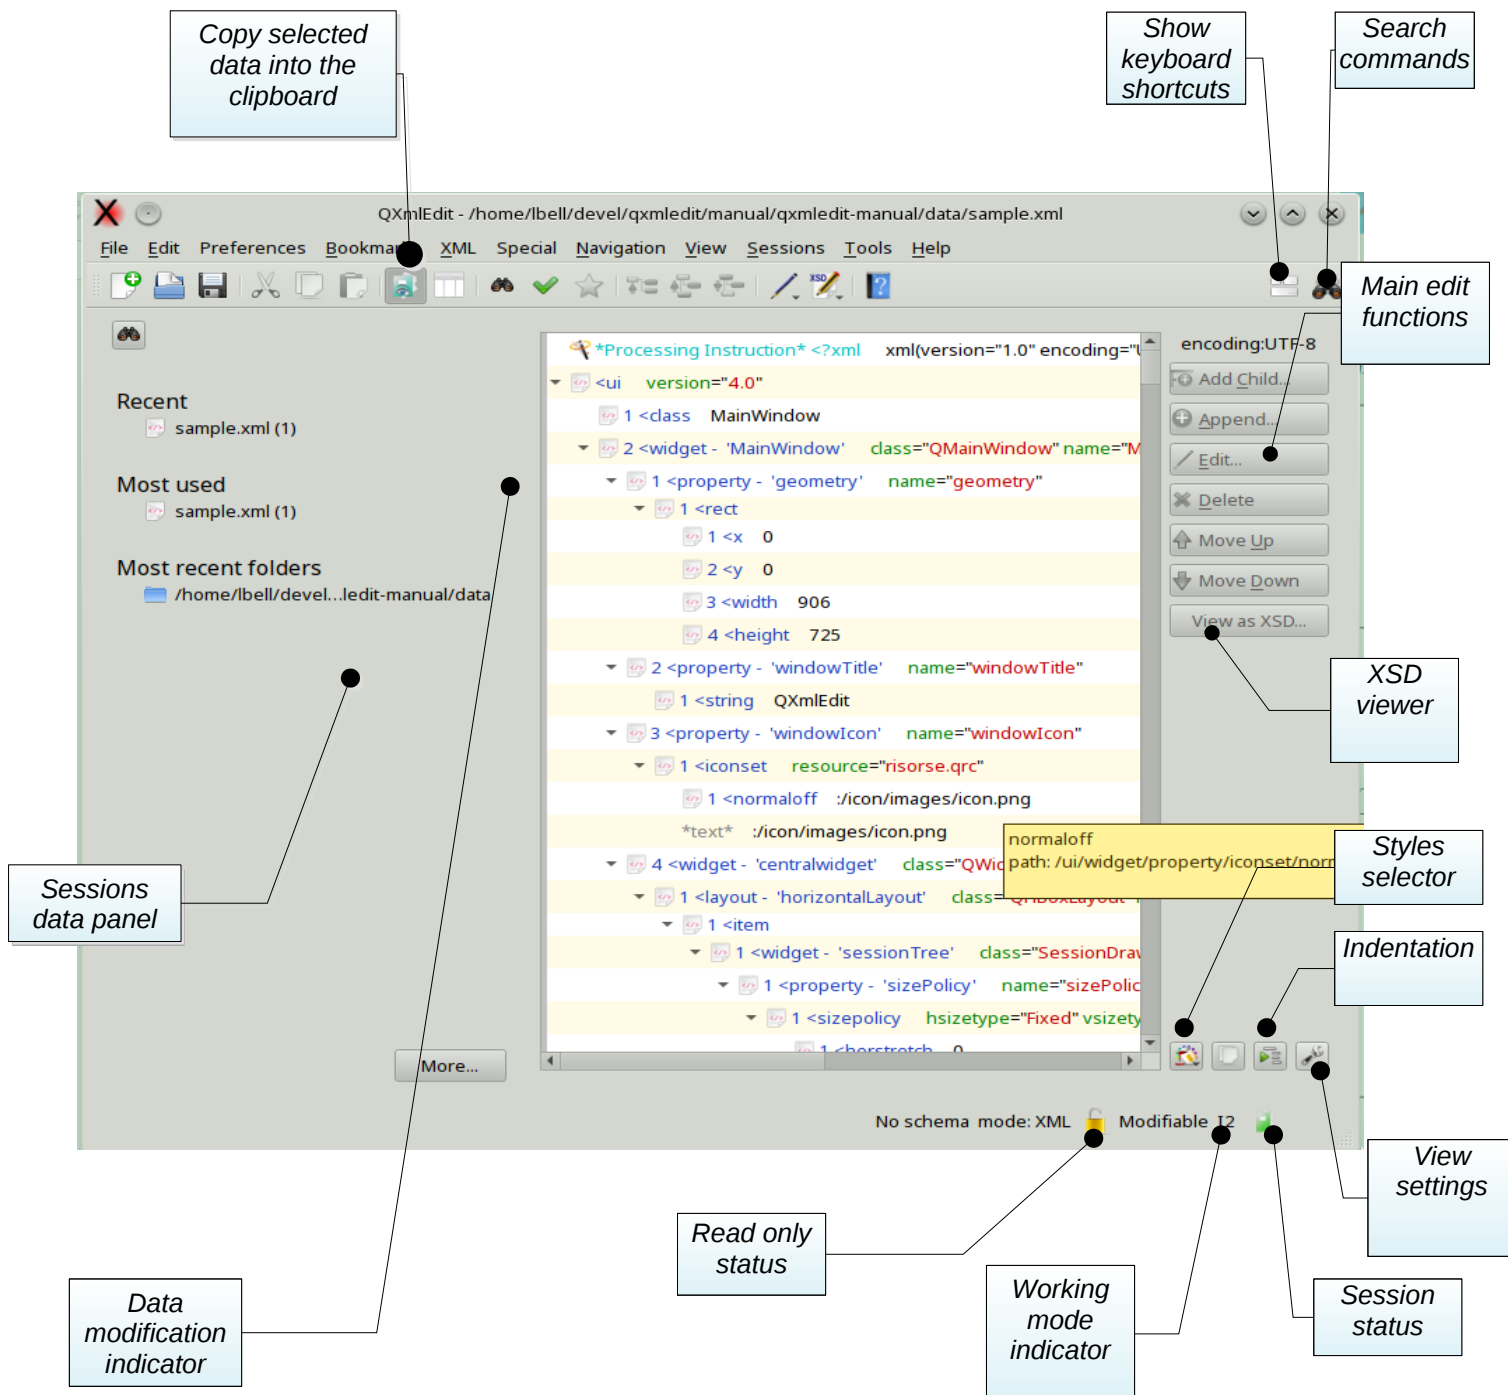 Copy selected
data into the
clipboard
Show
keyboard
shortcuts
Search
commands
QXmlEdit - /home/lbell/devel/qxmledit/manual/qxmledit-manual/data/sample.xml
File Edit Preferences Bookmar XML Special Navigation View Sessions Tools Help
XSD
Main edit
functions
Recent
sample.xml (1)
Most used
sample.xml (1)
Most recent folders
/home/lbell/devel...ledit-manual/data
More...
*Processing Instruction* <?xml xml(version="1.0" encoding="U
<ui version="4.0"
1 <class MainWindow
2 <widget - 'MainWindow' class="QMainWindow" name="M
1 <property - 'geometry' name="geometry"
1 <rect
1 <x 0
2 <y 0
3 <width 906
4 <height 725
2 <property - 'windowTitle' name="windowTitle"
1 <string QXmlEdit
3 <property - 'windowIcon' name="windowIcon"
1 <iconset resource="risorse.qrc"
1 <normaloff :/icon/images/icon.png
*text* :/icon/images/icon.png
4 <widget - 'centralwidget' class="QWid
1 <layout - 'horizontalLayout' class="QHBoxLayout"
1 <item
1 <widget - 'sessionTree' class="SessionDraw
1 <property - 'sizePolicy' name="sizePolic
1 <sizepolicy hsizetype="Fixed" vsizety
1 <horstretch 0
normaloff
path: /ui/widget/property/iconset/norm
encoding:UTF-8
Add Child...
Append...
Edit...
Delete
Move Up
Move Down
View as XSD...
XSD
viewer
Styles
selector
Indentation
Sessions
data panel
No schema mode: XML Modifiable I2
View
settings
Read only
status
Working
mode
indicator
Session
status
Data
modification
indicator